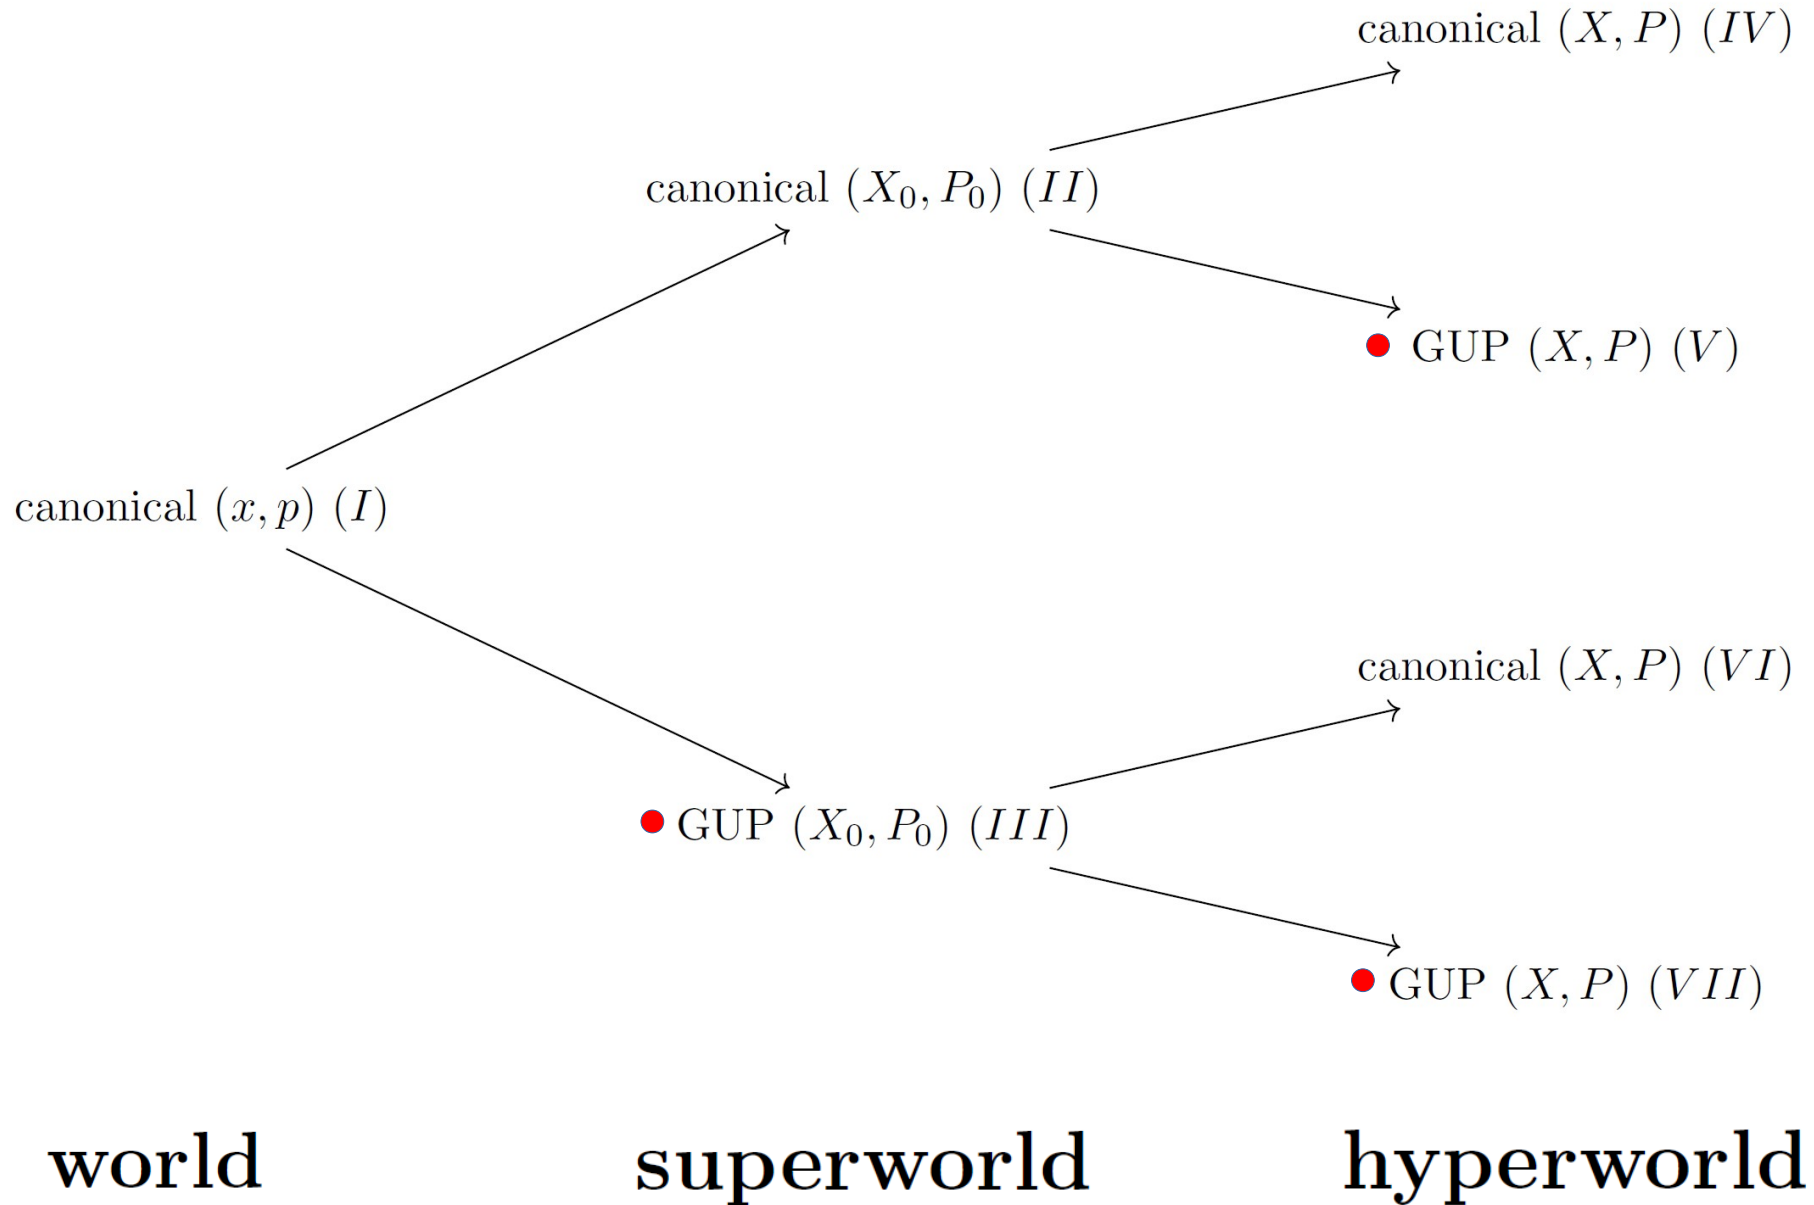 canonical (X, P) (IV)
canonical (X₀, P₀) (II)
GUP (X, P) (V)
canonical (x, p) (I)
canonical (X, P) (VI)
GUP (X₀, P₀) (III)
GUP (X, P) (VII)
world superworld hyperworld